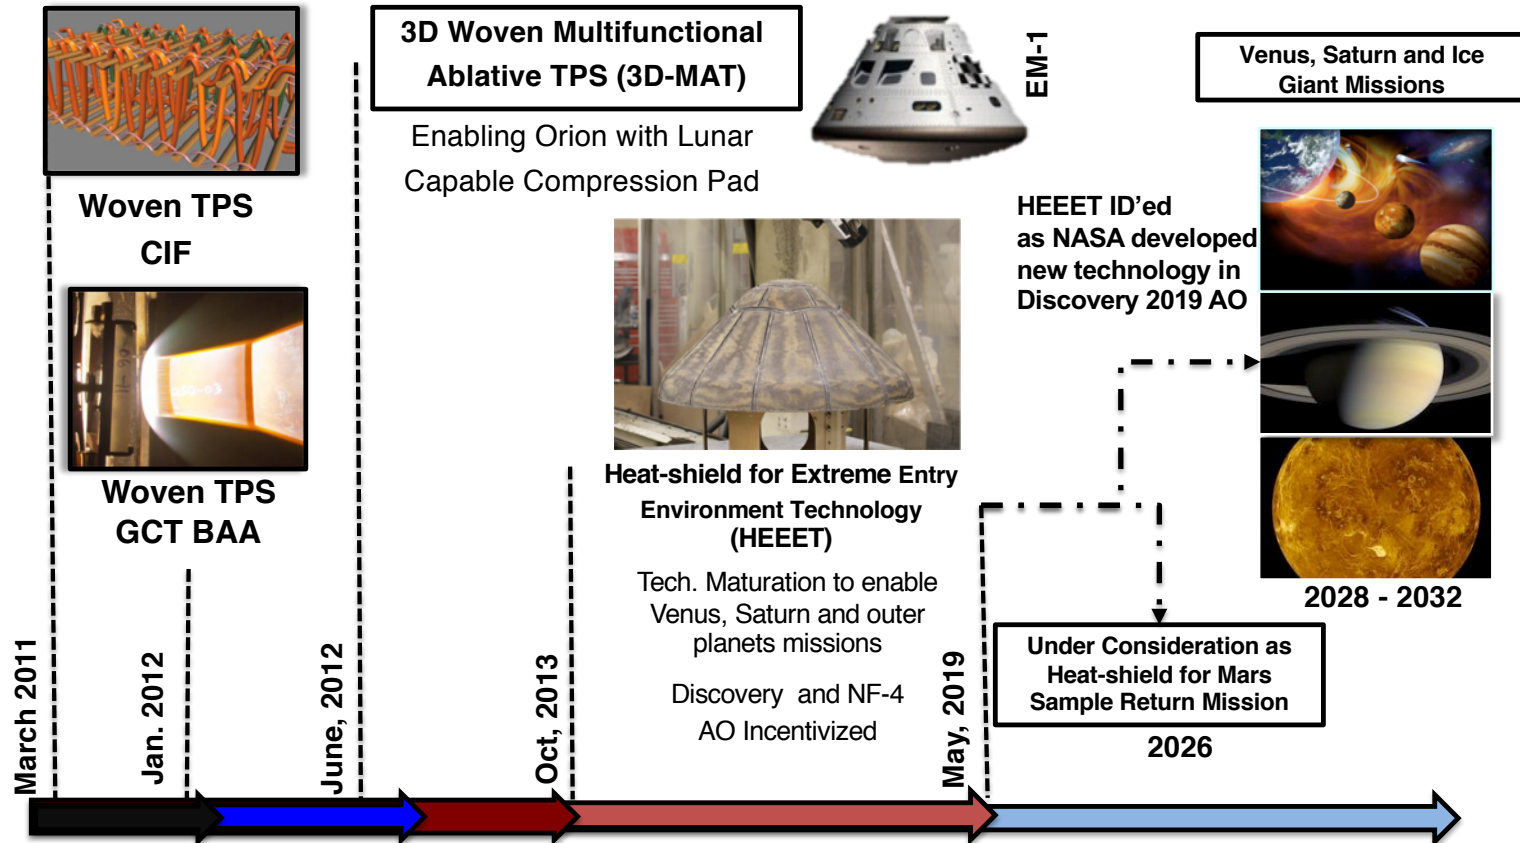 3D Woven Multifunctional
Ablative TPS (3D-MAT)
Enabling Orion with Lunar
Capable Compression Pad
EM-1
Venus, Saturn and Ice
Giant Missions
Woven TPS
CIF
Woven TPS
GCT BAA
HEEET ID’ed
as NASA developed
new technology in
Discovery 2019 AO
Heat-shield for Extreme Entry
Environment Technology
(HEEET)
Tech. Maturation to enable
Venus, Saturn and outer
planets missions
Discovery and NF-4
AO Incentivized
2028 - 2032
Under Consideration as
Heat-shield for Mars
Sample Return Mission
2026
March 2011
Jan. 2012
June, 2012
Oct, 2013
May, 2019